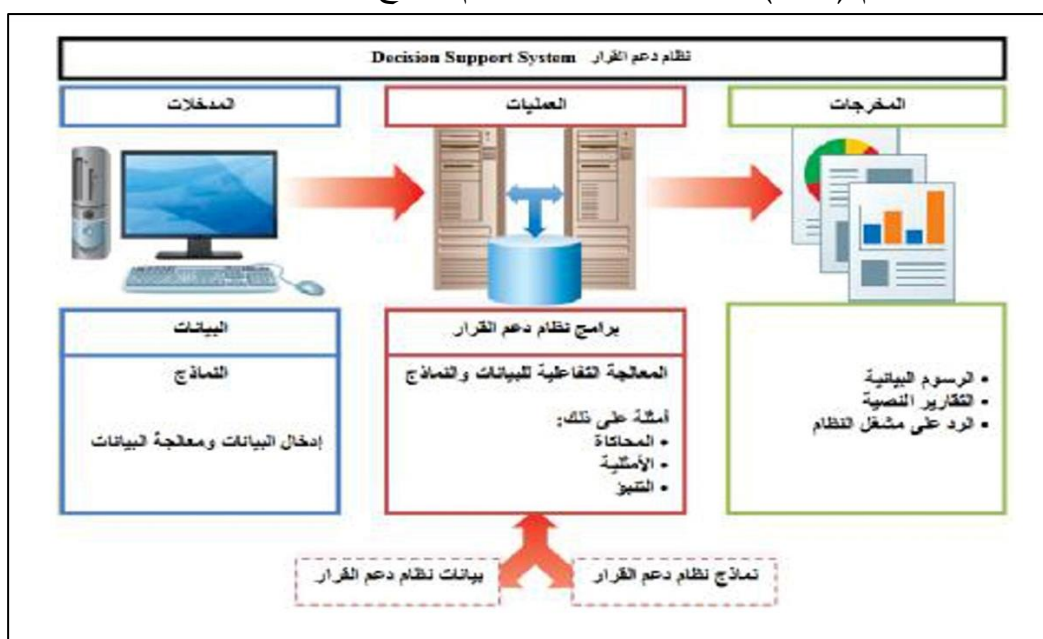 نظام دعم القرار Decision Support System
المدخلات
العمليات
المخرجات
البيانات
النماذج
إدخال البيانات ومعالجة البيانات
برامج نظام دعم القرار
المعالجة التفاعلية للبيانات والنماذج
أمثلة على ذلك:
• المحاكاة
• الأمثلية
• التنبؤ
• الرسوم البيانية
• التقارير النصية
• الرد على مشغل النظام
بيانات نظام دعم القرار
نماذج نظام دعم القرار